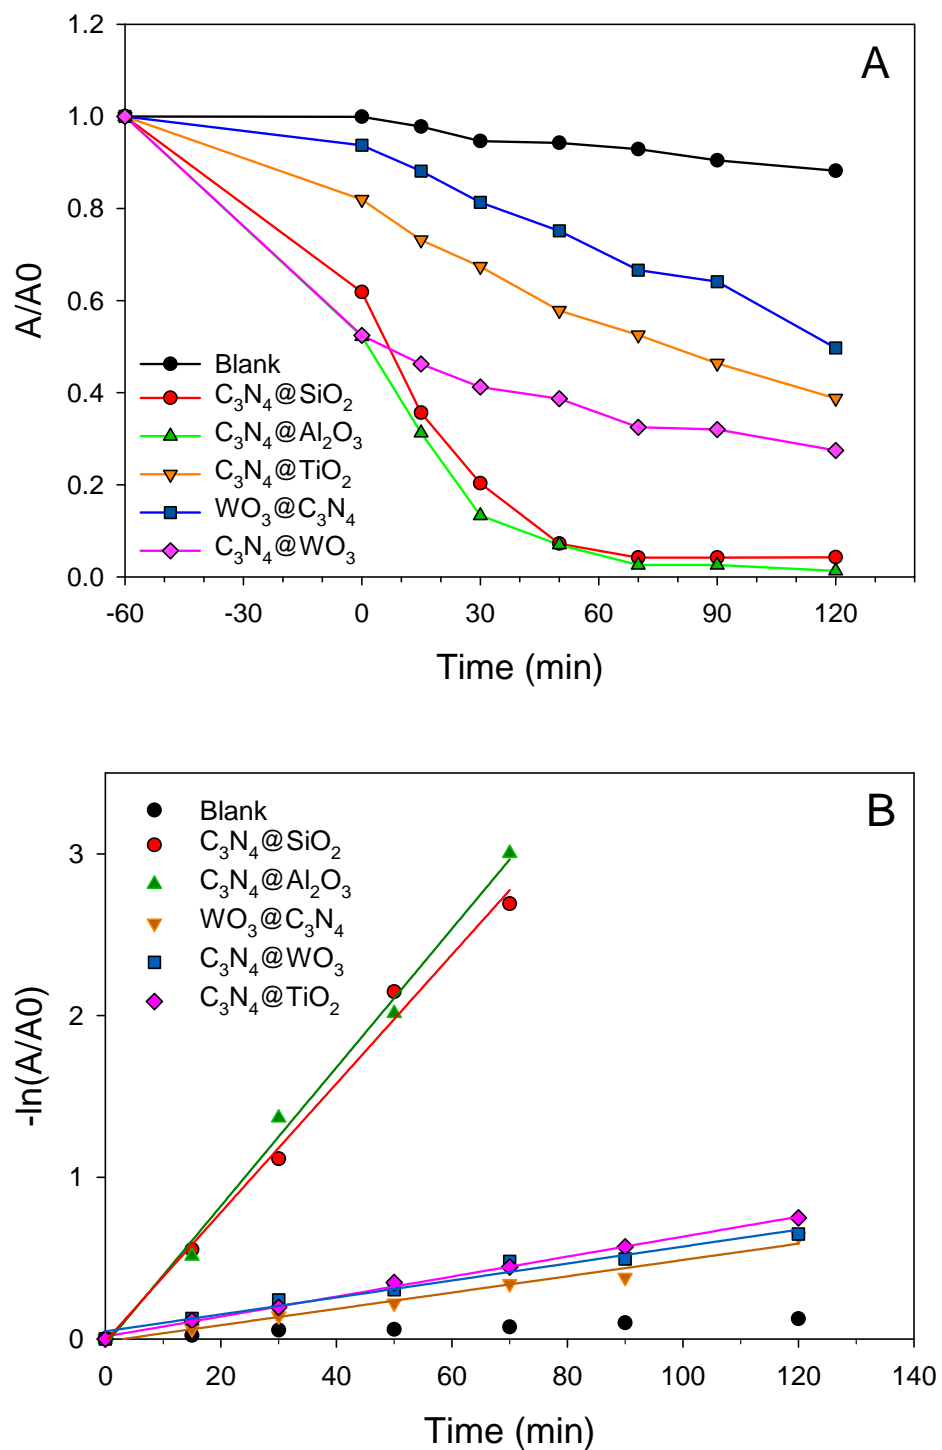 A
1.2
1.0
0.8
0.6
0.4
0.2
0.0
A/A0
Blank
C₃N₄@SiO₂
C₃N₄@Al₂O₃
C₃N₄@TiO₂
WO₃@C₃N₄
C₃N₄@WO₃
-60 -30 0 30 60 90 120
Time (min)
B
Blank
C₃N₄@SiO₂
C₃N₄@Al₂O₃
WO₃@C₃N₄
C₃N₄@WO₃
C₃N₄@TiO₂
3
2
1
0
-ln(A/A0)
0 20 40 60 80 100 120 140
Time (min)